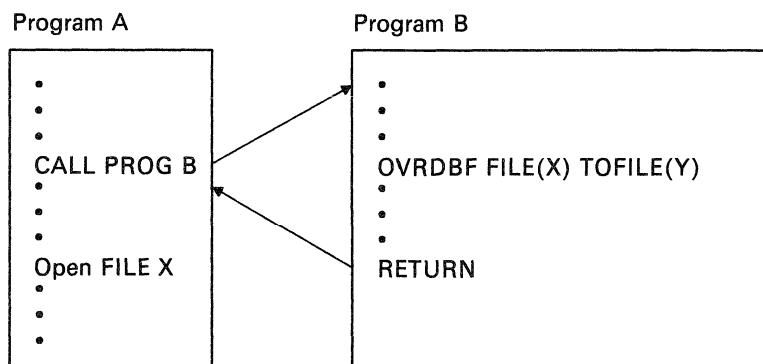 Program A
Program B
CALL PROG B
Open FILE X
OVRDBF FILE(X) TOFILE(Y)
RETURN